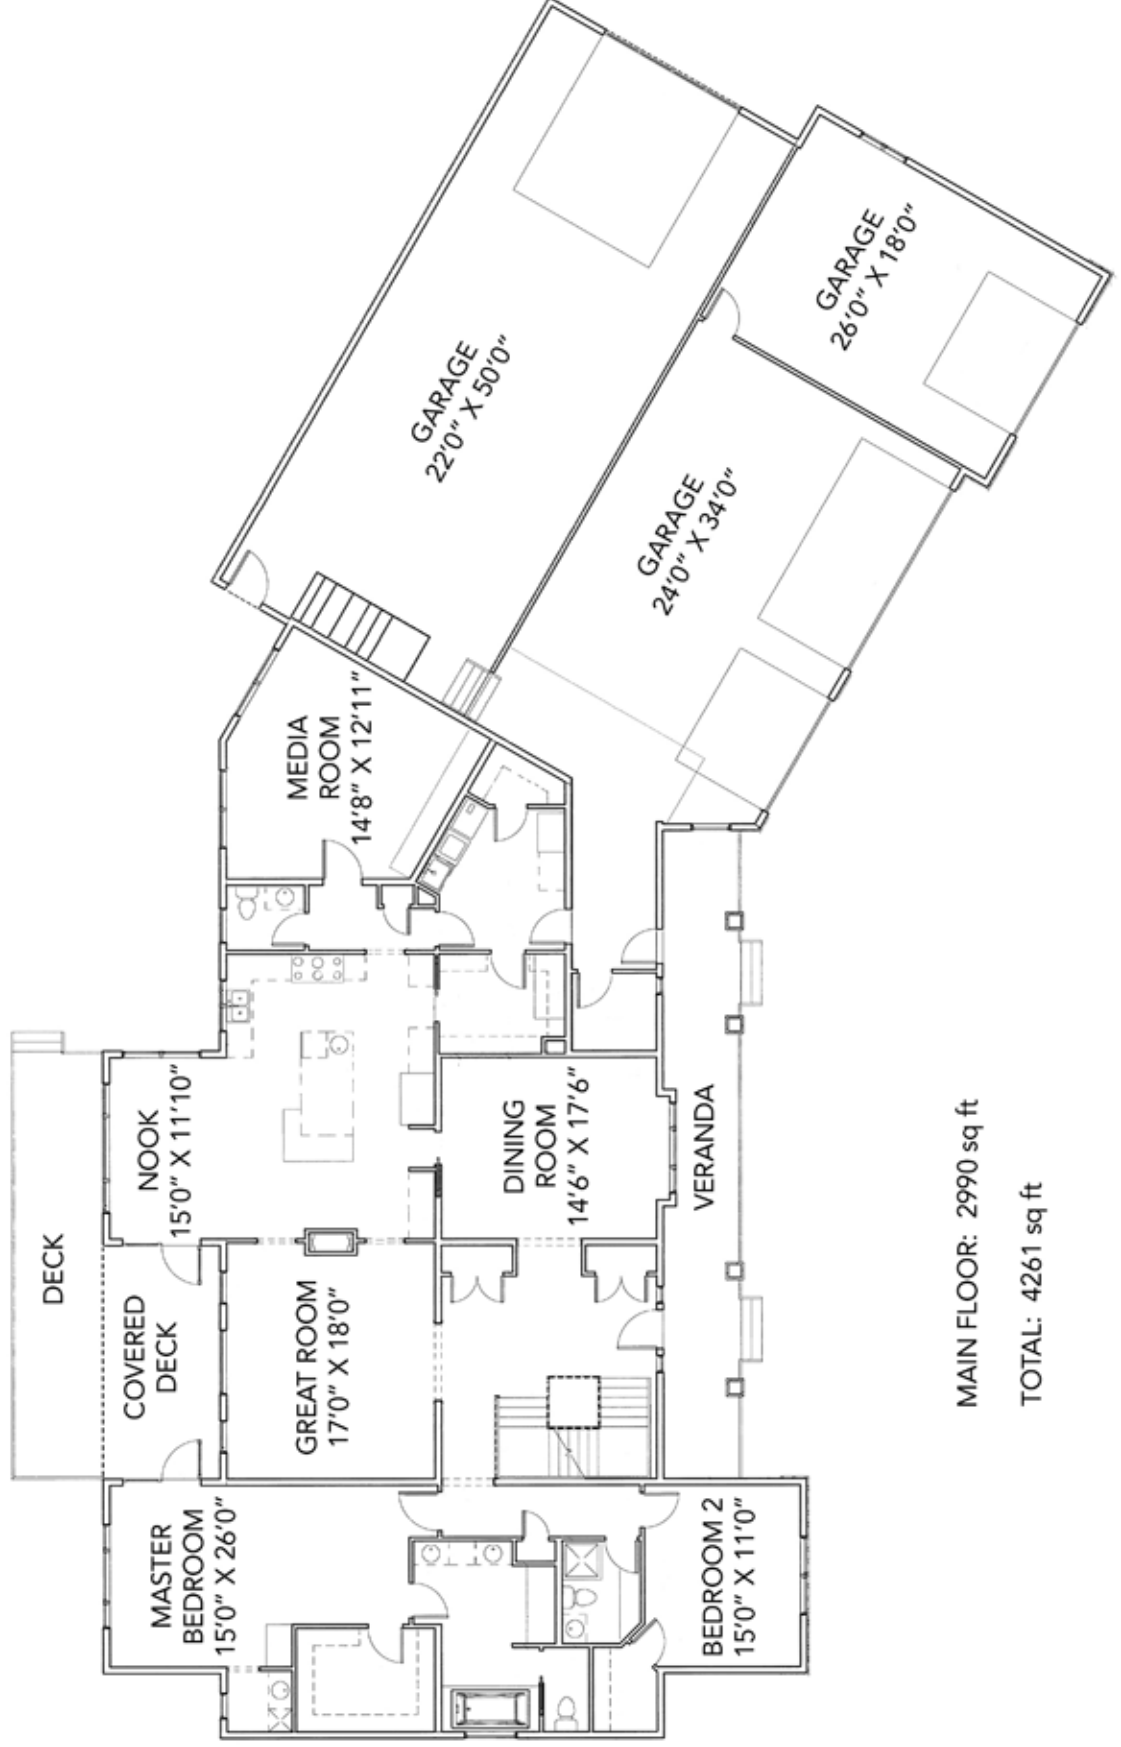 DECK
COVERED
DECK
NOOK
15'0" X 11'10"
MASTER
BEDROOM
15'0" X 26'0"
GREAT ROOM
17'0" X 18'0"
MEDIA
ROOM
14'8" X 12'11"
GARAGE
22'0" X 50'0"
DINING
ROOM
14'6" X 17'6"
GARAGE
24'0" X 34'0"
GARAGE
26'0" X 18'0"
BEDROOM 2
15'0" X 11'0"
VERANDA
MAIN FLOOR: 2990 sq ft
TOTAL: 4261 sq ft